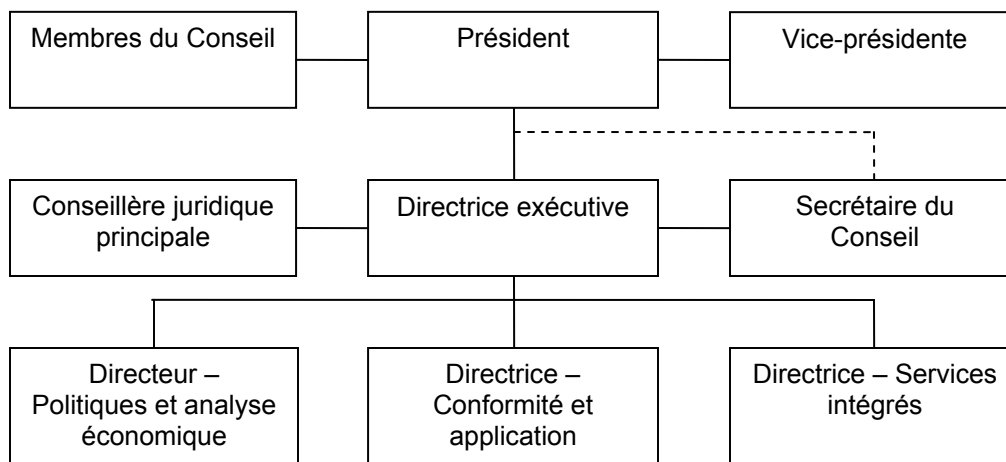 Membres du Conseil
Président
Vice-présidente
Conseillère juridique
principale
Directrice exécutive
Secrétaire du
Conseil
Directeur –
Politiques et analyse
économique
Directrice –
Conformité et
application
Directrice – Services
intégrés